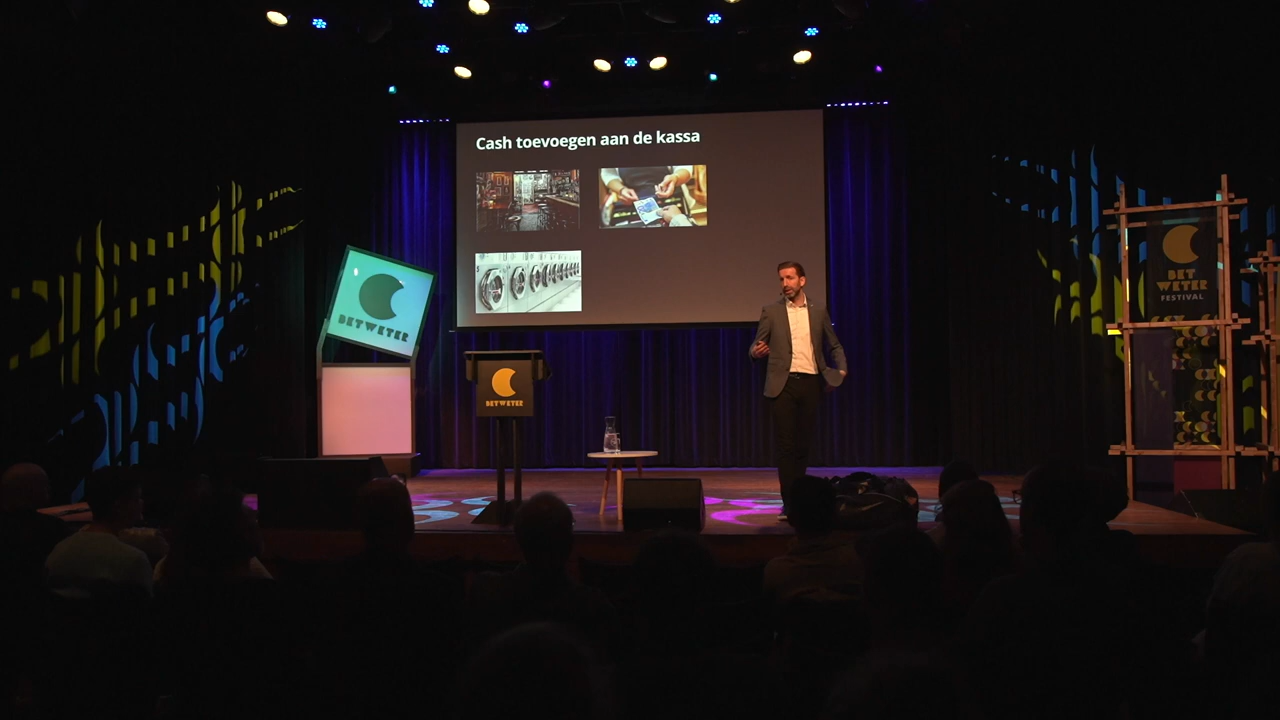 Cash toevoegen aan de kassa
BETWETER
BETWETER
BET
WETER
FESTIVAL